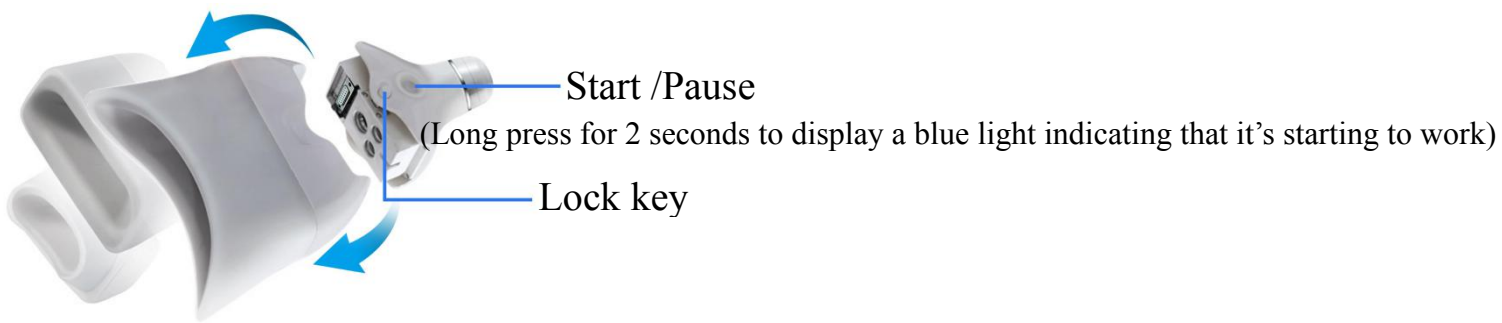 Start /Pause
(Long press for 2 seconds to display a blue light indicating that it’s starting to work)
Lock key